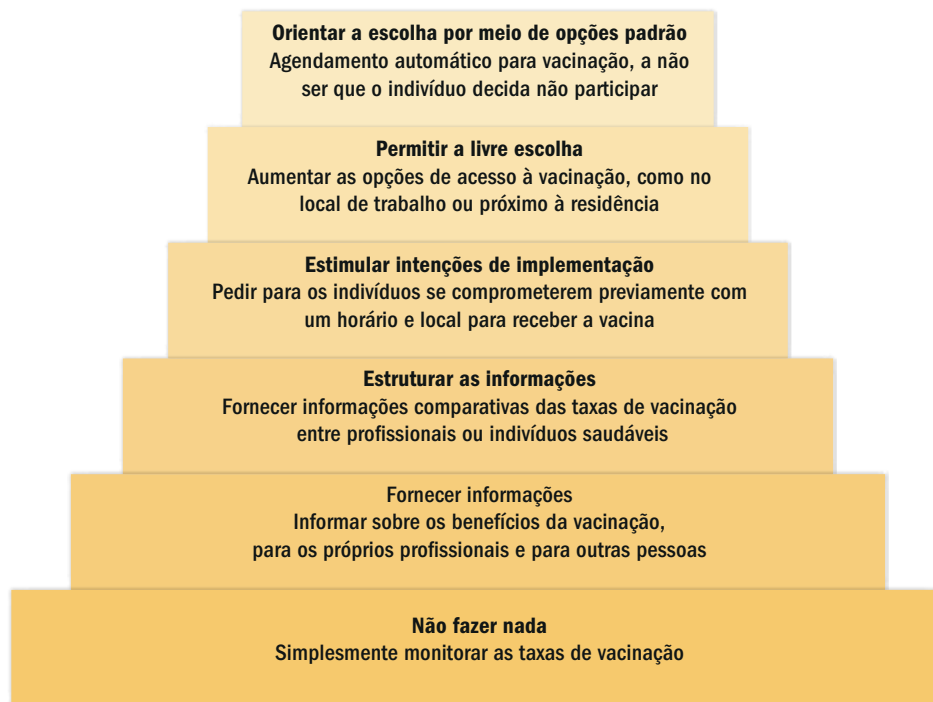 Orientar a escolha por meio de opções padrão
Agendamento automático para vacinação, a não
ser que o indivíduo decida não participar
Permitir a livre escolha
Aumentar as opções de acesso à vacinação, como no
local de trabalho ou próximo à residência
Estimular intenções de implementação
Pedir para os indivíduos se comprometerem previamente com
um horário e local para receber a vacina
Estruturar as informações
Fornecer informações comparativas das taxas de vacinação
entre profissionais ou indivíduos saudáveis
Fornecer informações
Informar sobre os benefícios da vacinação,
para os próprios profissionais e para outras pessoas
Não fazer nada
Simplesmente monitorar as taxas de vacinação